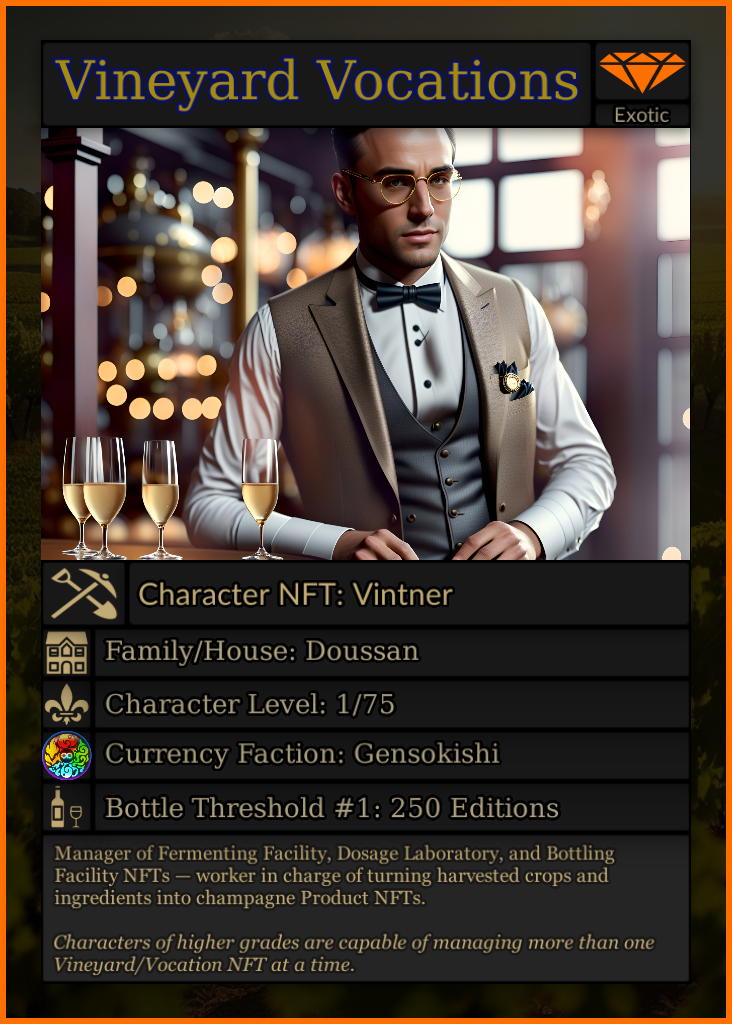 Vineyard Vocations
Exotic
Character NFT: Vintner
Family/House: Doussan
Character Level: 1/75
Currency Faction: Gensokishi
Bottle Threshold #1: 250 Editions
Manager of Fermenting Facility, Dosage Laboratory, and Bottling
Facility NFTs — worker in charge of turning harvested crops and
ingredients into champagne Product NFTs.
Characters of higher grades are capable of managing more than one
Vineyard/Vocation NFT at a time.